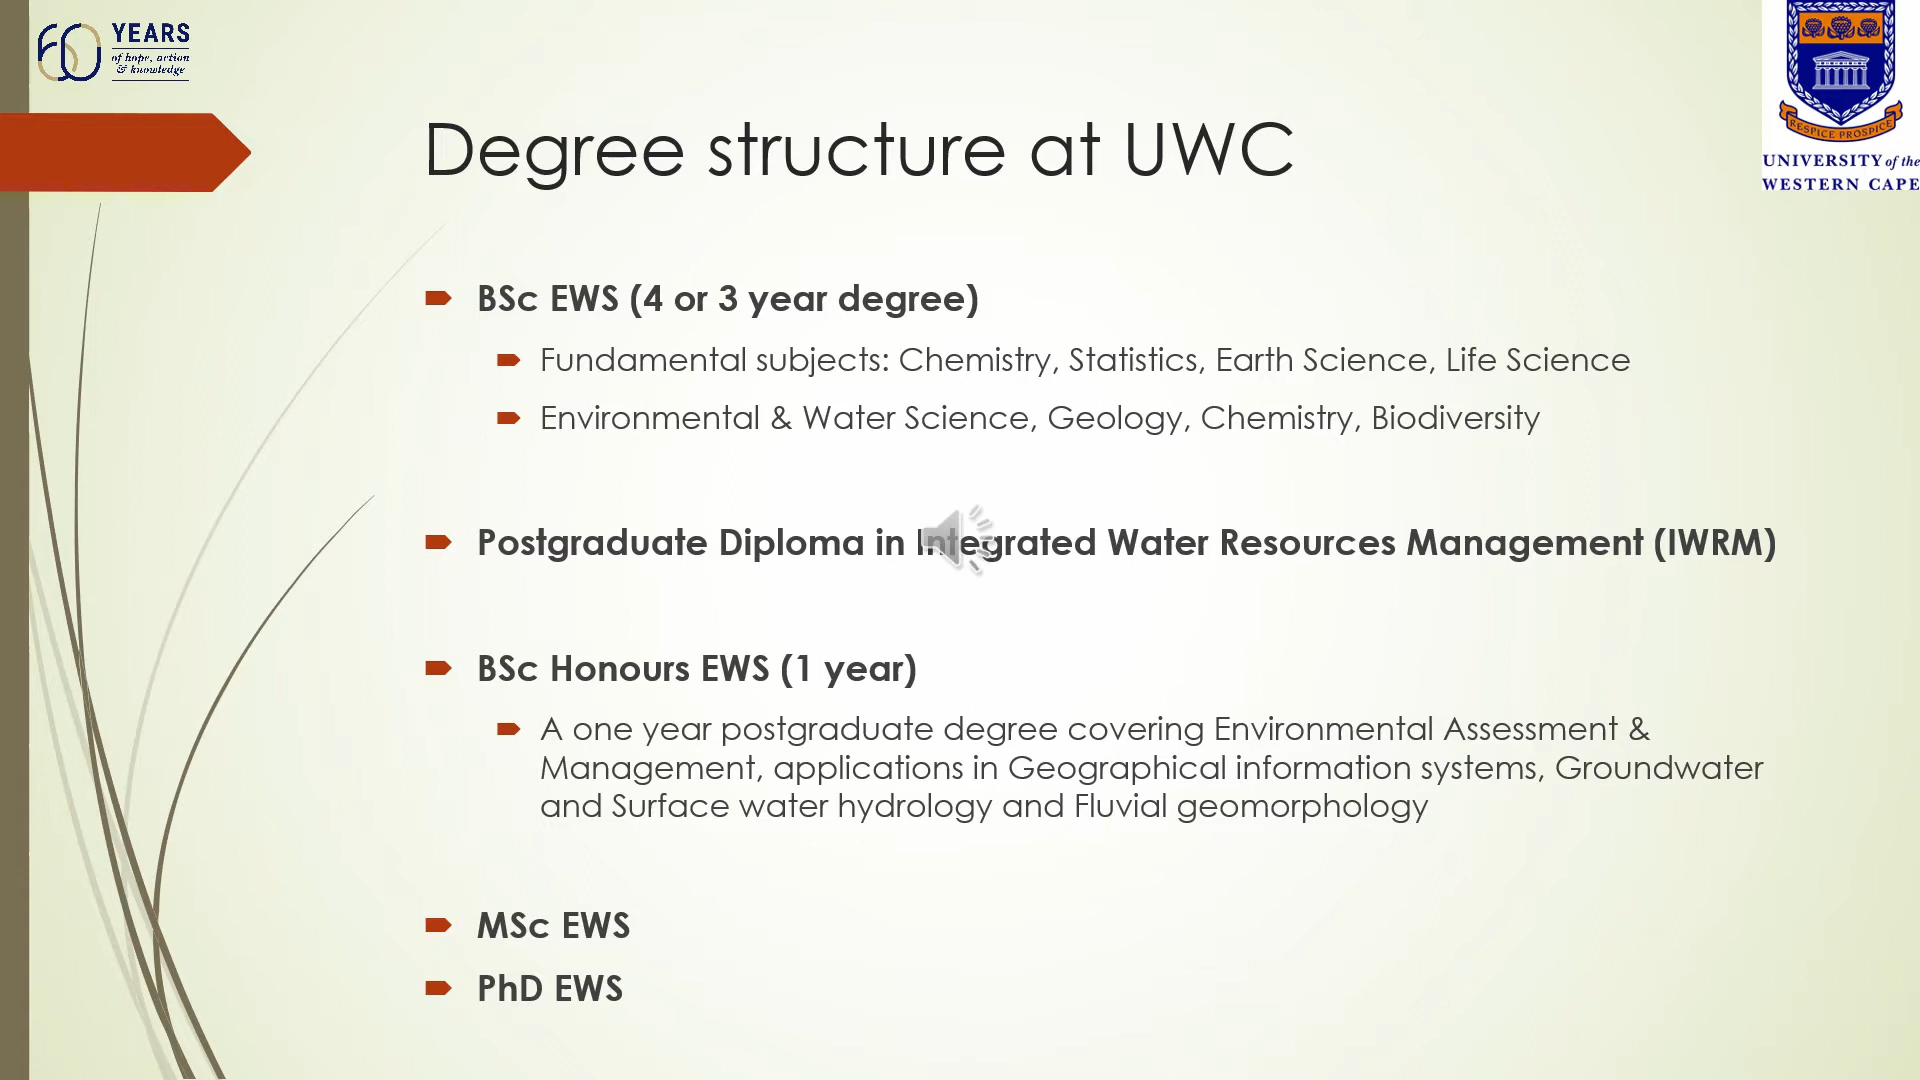 60 YEARS
of hope, action
& knowledge
RESPICE PROSPICE
UNIVERSITY of the
WESTERN CAPE
Degree structure at UWC
BSc EWS (4 or 3 year degree)
Fundamental subjects: Chemistry, Statistics, Earth Science, Life Science
Environmental & Water Science, Geology, Chemistry, Biodiversity
Postgraduate Diploma in Integrated Water Resources Management (IWRM)
BSc Honours EWS (1 year)
A one year postgraduate degree covering Environmental Assessment &
Management, applications in Geographical information systems, Groundwater
and Surface water hydrology and Fluvial geomorphology
MSc EWS
PhD EWS